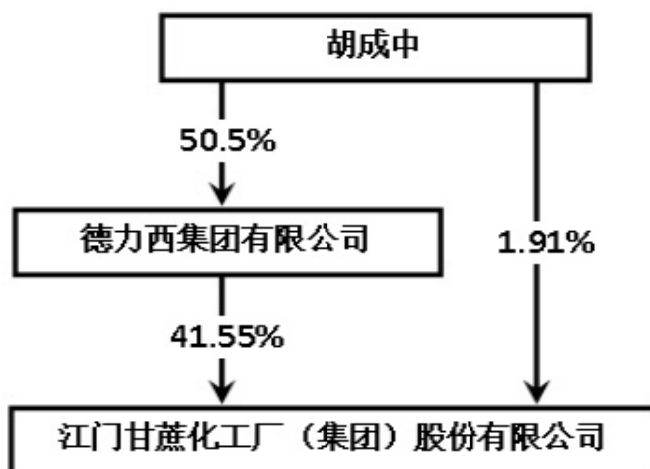 胡成中
50.5%
德力西集团有限公司
1.91%
41.55%
江门甘蔗化工厂（集团）股份有限公司